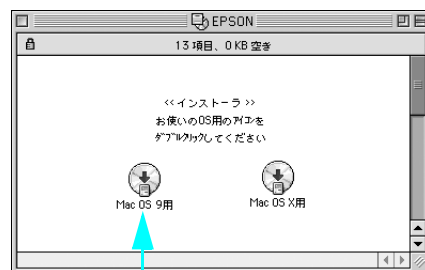 EPSON
13項目、0 KB 空き
<<インストーラ>>
お使いのOS用のアイコンを
ダブルクリックしてください
Mac OS 9用
Mac OS X用